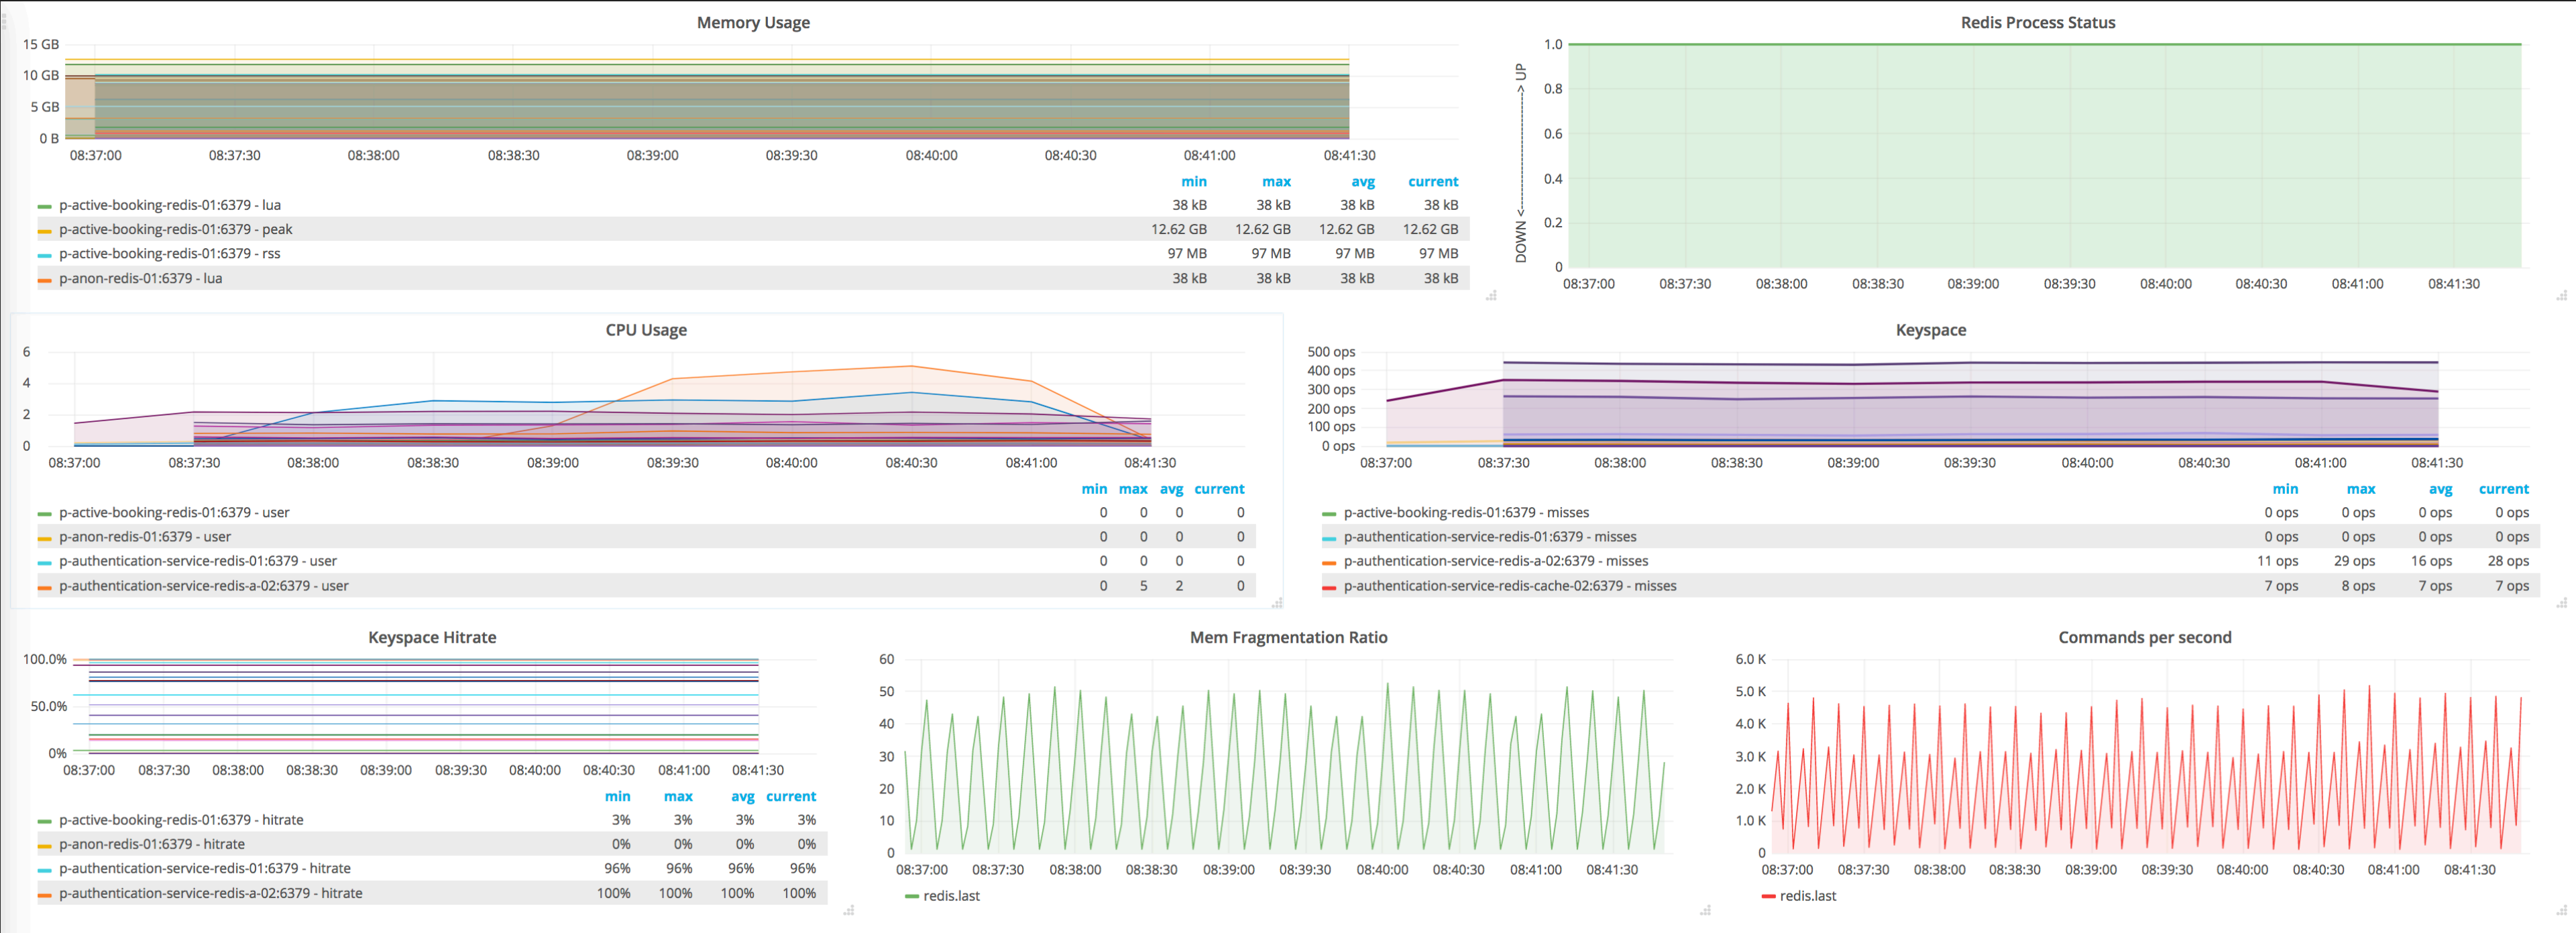 Memory Usage
15 GB
10 GB
5 GB
0 B
08:37:00 08:37:30 08:38:00 08:38:30 08:39:00 08:39:30 08:40:00 08:40:30 08:41:00 08:41:30
min max avg current
p-active-booking-redis-01:6379 - lua 38 kB 38 kB 38 kB 38 kB
p-active-booking-redis-01:6379 - peak 12.62 GB 12.62 GB 12.62 GB 12.62 GB
p-active-booking-redis-01:6379 - rss 97 MB 97 MB 97 MB 97 MB
p-anon-redis-01:6379 - lua 38 kB 38 kB 38 kB 38 kB
Redis Process Status
DOWN <---------------> UP
1.0
0.8
0.6
0.4
0.2
0
08:37:00 08:37:30 08:38:00 08:38:30 08:39:00 08:39:30 08:40:00 08:40:30 08:41:00 08:41:30
CPU Usage
6
4
2
0
08:37:00 08:37:30 08:38:00 08:38:30 08:39:00 08:39:30 08:40:00 08:40:30 08:41:00 08:41:30
min max avg current
p-active-booking-redis-01:6379 - user 0 0 0 0
p-anon-redis-01:6379 - user 0 0 0 0
p-authentication-service-redis-01:6379 - user 0 0 0 0
p-authentication-service-redis-a-02:6379 - user 0 5 2 0
Keyspace
500 ops
400 ops
300 ops
200 ops
100 ops
0 ops
08:37:00 08:37:30 08:38:00 08:38:30 08:39:00 08:39:30 08:40:00 08:40:30 08:41:00 08:41:30
min max avg current
p-active-booking-redis-01:6379 - misses 0 ops 0 ops 0 ops 0 ops
p-authentication-service-redis-01:6379 - misses 0 ops 0 ops 0 ops 0 ops
p-authentication-service-redis-a-02:6379 - misses 11 ops 29 ops 16 ops 28 ops
p-authentication-service-redis-cache-02:6379 - misses 7 ops 8 ops 7 ops 7 ops
Keyspace Hitrate
100.0%
50.0%
0%
08:37:00 08:37:30 08:38:00 08:38:30 08:39:00 08:39:30 08:40:00 08:40:30 08:41:00 08:41:30
min max avg current
p-active-booking-redis-01:6379 - hitrate 3% 3% 3% 3%
p-anon-redis-01:6379 - hitrate 0% 0% 0% 0%
p-authentication-service-redis-01:6379 - hitrate 96% 96% 96% 96%
p-authentication-service-redis-a-02:6379 - hitrate 100% 100% 100% 100%
Mem Fragmentation Ratio
60
50
40
30
20
10
0
08:37:00 08:37:30 08:38:00 08:38:30 08:39:00 08:39:30 08:40:00 08:40:30 08:41:00 08:41:30
redis.last
Commands per second
6.0 K
5.0 K
4.0 K
3.0 K
2.0 K
1.0 K
0
08:37:00 08:37:30 08:38:00 08:38:30 08:39:00 08:39:30 08:40:00 08:40:30 08:41:00 08:41:30
redis.last